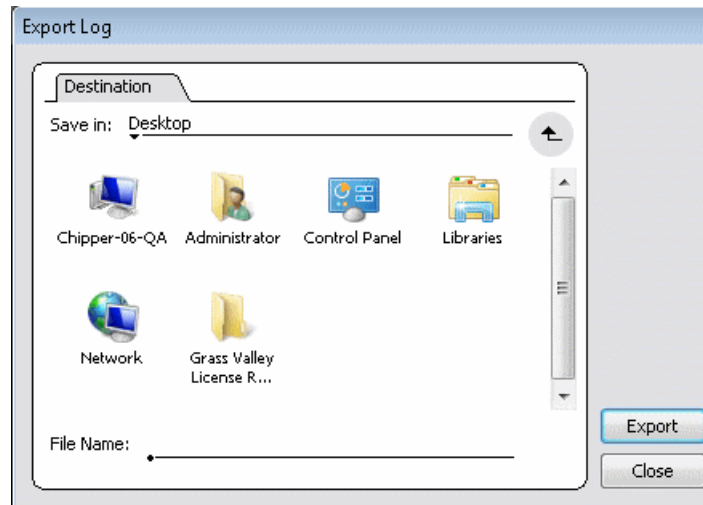 Export Log
Destination
Save in: Desktop
Chipper-06-QA Administrator Control Panel Libraries
Network Grass Valley
License R...
File Name:
Export
Close